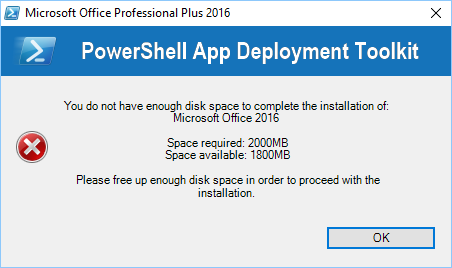 Microsoft Office Professional Plus 2016
PowerShell App Deployment Toolkit
You do not have enough disk space to complete the installation of:
Microsoft Office 2016
Space required: 2000MB
Space available: 1800MB
Please free up enough disk space in order to proceed with the
installation.
OK